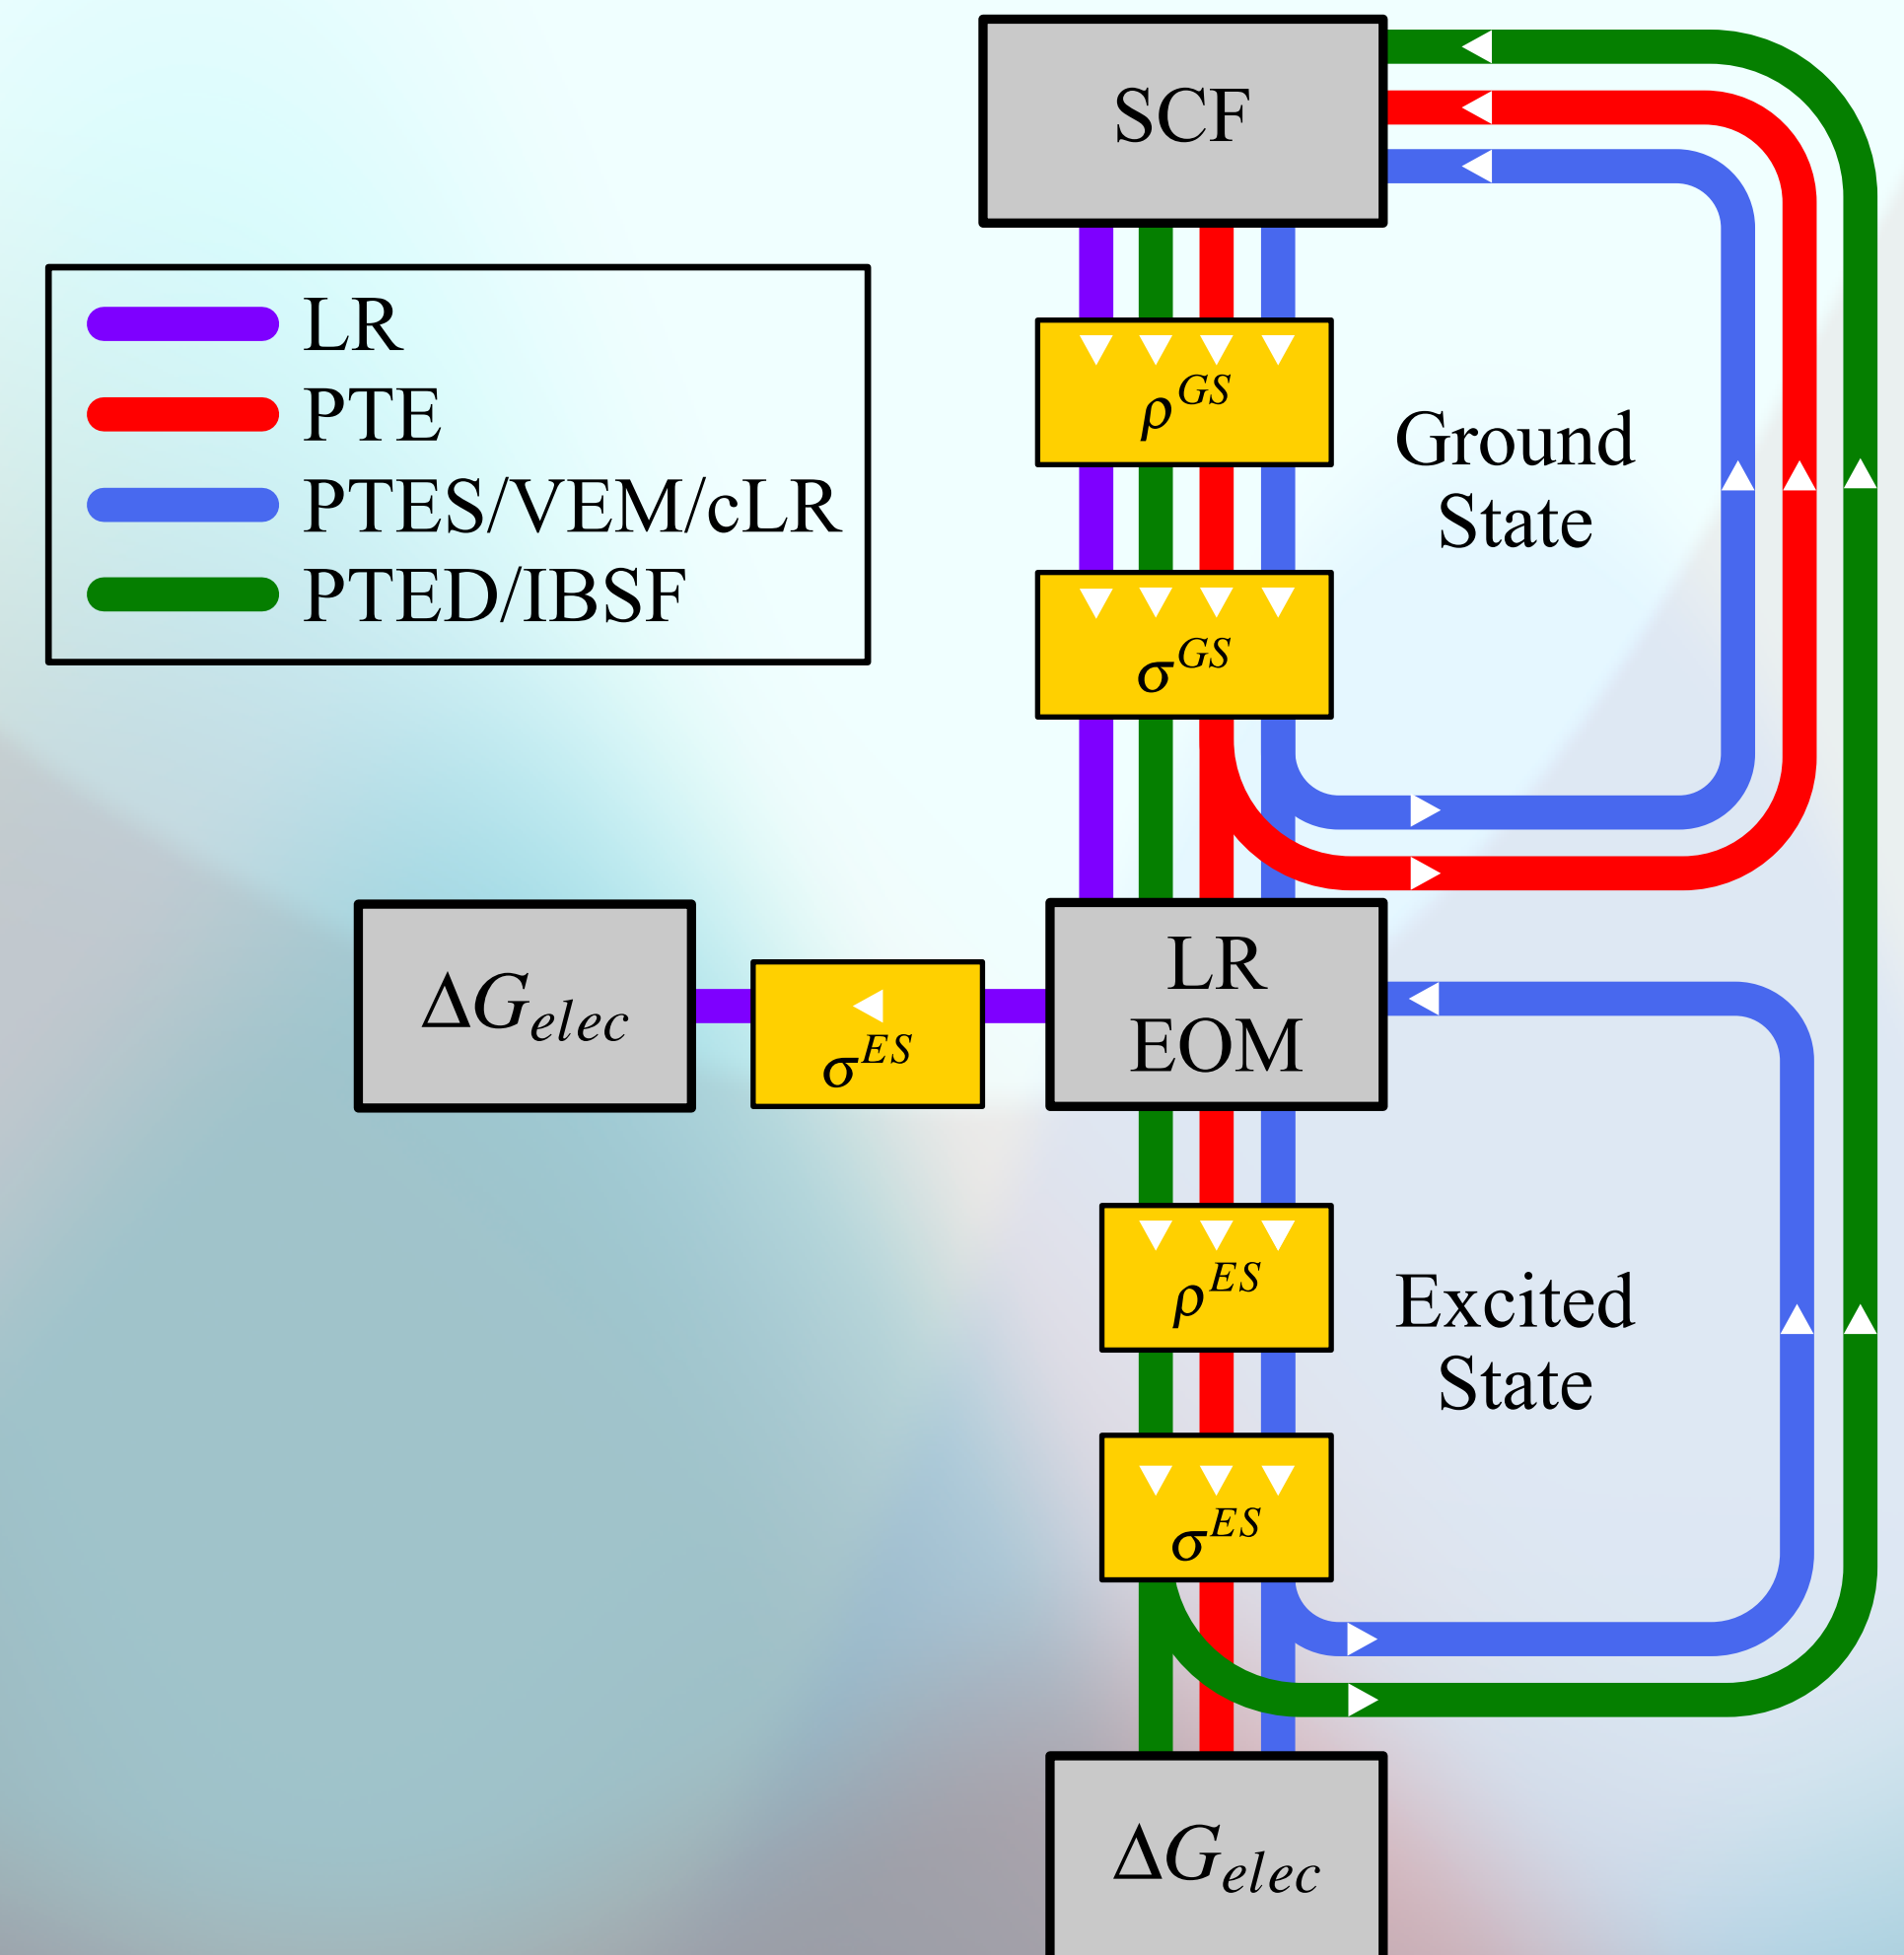 SCF
LR
PTE
PTES/VEM/cLR
PTED/IBSF
ρ^GS
Ground
State
σ^GS
ΔG_elec
σ^ES
LR
EOM
ρ^ES
Excited
State
σ^ES
ΔG_elec